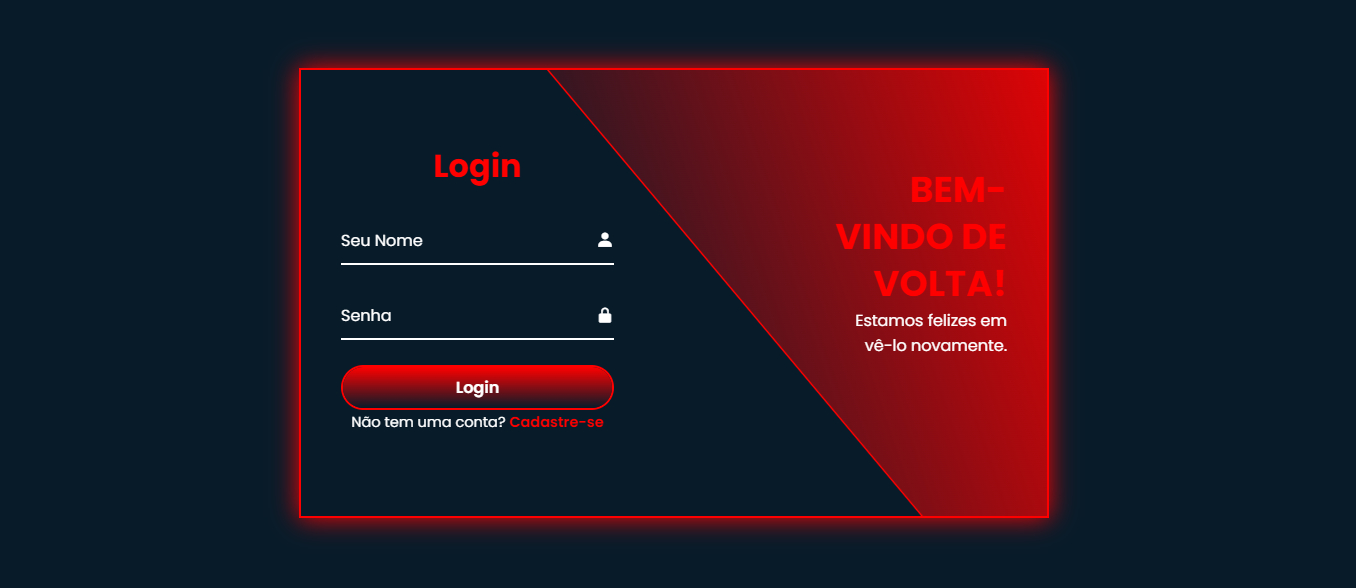 Login
Seu Nome
Senha
Login
Não tem uma conta? Cadastre-se
BEM-
VINDO DE
VOLTA!
Estamos felizes em
vê-lo novamente.